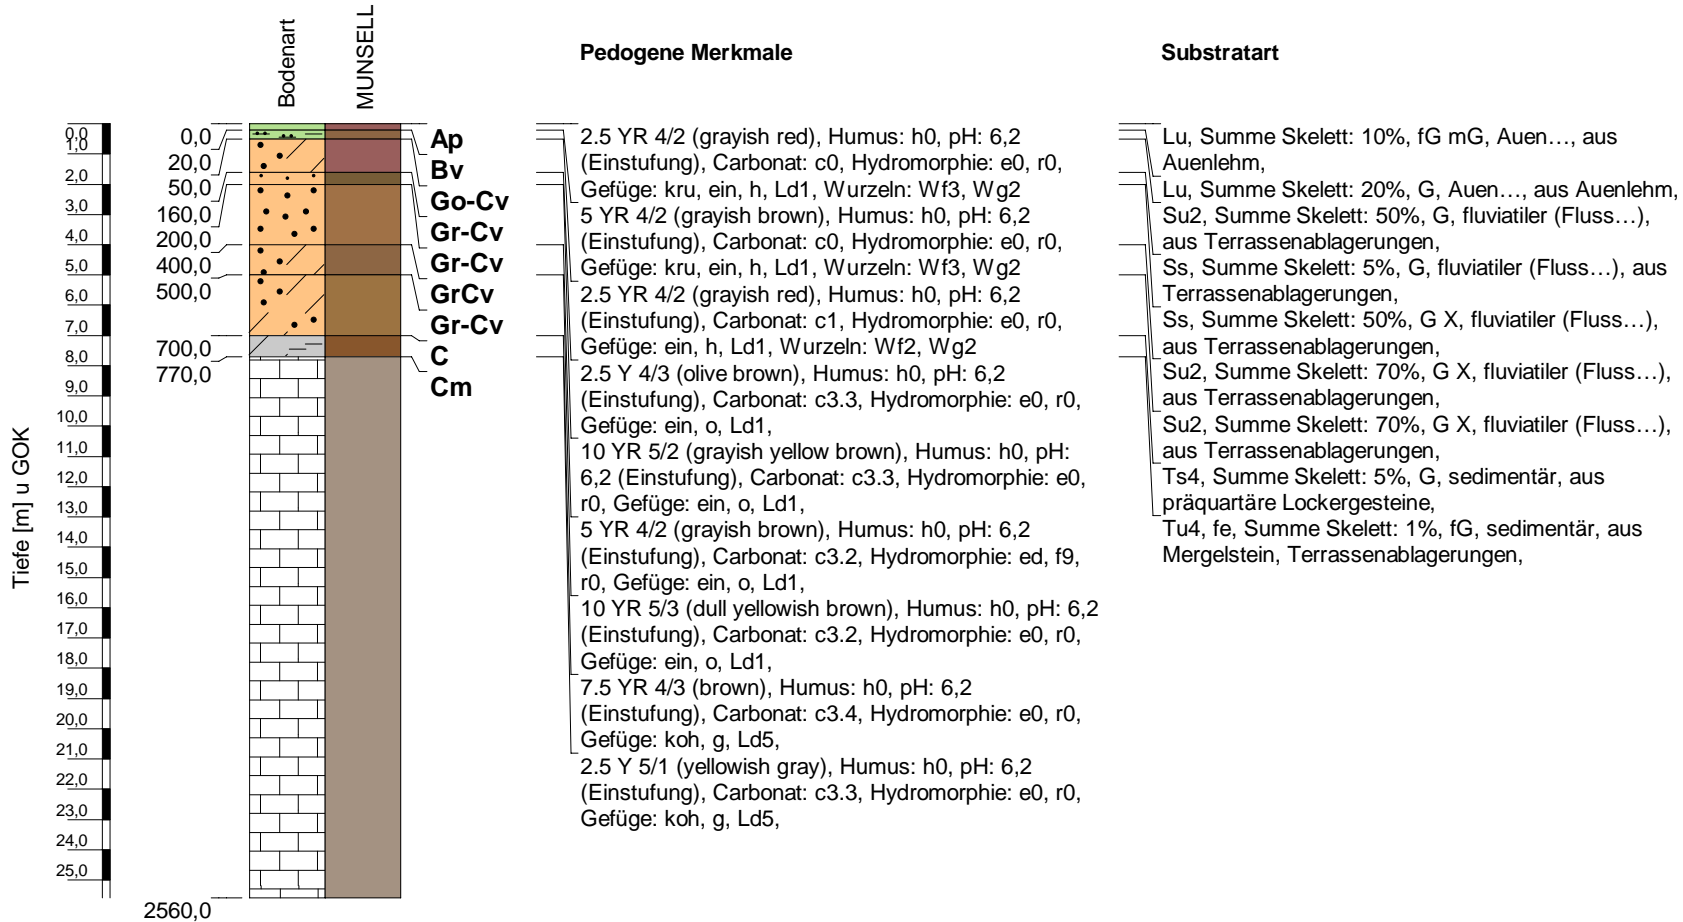 Bodenart
MUNSELL
Pedogene Merkmale
Substratart
Tiefe [m] u GOK
0,0
1,0
2,0
3,0
4,0
5,0
6,0
7,0
8,0
9,0
10,0
11,0
12,0
13,0
14,0
15,0
16,0
17,0
18,0
19,0
20,0
21,0
22,0
23,0
24,0
25,0
0,0
20,0
50,0
160,0
200,0
400,0
500,0
700,0
770,0
2560,0
Ap
Bv
Go-Cv
Gr-Cv
Gr-Cv
GrCv
Gr-Cv
C
Cm
2.5 YR 4/2 (grayish red), Humus: h0, pH: 6,2
(Einstufung), Carbonat: c0, Hydromorphie: e0, r0,
Gefüge: kru, ein, h, Ld1, Wurzeln: Wf3, Wg2
5 YR 4/2 (grayish brown), Humus: h0, pH: 6,2
(Einstufung), Carbonat: c0, Hydromorphie: e0, r0,
Gefüge: kru, ein, h, Ld1, Wurzeln: Wf3, Wg2
2.5 YR 4/2 (grayish red), Humus: h0, pH: 6,2
(Einstufung), Carbonat: c1, Hydromorphie: e0, r0,
Gefüge: ein, h, Ld1, Wurzeln: Wf2, Wg2
2.5 Y 4/3 (olive brown), Humus: h0, pH: 6,2
(Einstufung), Carbonat: c3.3, Hydromorphie: e0, r0,
Gefüge: ein, o, Ld1,
10 YR 5/2 (grayish yellow brown), Humus: h0, pH:
6,2 (Einstufung), Carbonat: c3.3, Hydromorphie: e0,
r0, Gefüge: ein, o, Ld1,
5 YR 4/2 (grayish brown), Humus: h0, pH: 6,2
(Einstufung), Carbonat: c3.2, Hydromorphie: ed, f9,
r0, Gefüge: ein, o, Ld1,
10 YR 5/3 (dull yellowish brown), Humus: h0, pH: 6,2
(Einstufung), Carbonat: c3.2, Hydromorphie: e0, r0,
Gefüge: ein, o, Ld1,
7.5 YR 4/3 (brown), Humus: h0, pH: 6,2
(Einstufung), Carbonat: c3.4, Hydromorphie: e0, r0,
Gefüge: koh, g, Ld5,
2.5 Y 5/1 (yellowish gray), Humus: h0, pH: 6,2
(Einstufung), Carbonat: c3.3, Hydromorphie: e0, r0,
Gefüge: koh, g, Ld5,
Lu, Summe Skelett: 10%, fG mG, Auen…, aus
Auenlehm,
Lu, Summe Skelett: 20%, G, Auen…, aus Auenlehm,
Su2, Summe Skelett: 50%, G, fluviatiler (Fluss…),
aus Terrassenablagerungen,
Ss, Summe Skelett: 5%, G, fluviatiler (Fluss…), aus
Terrassenablagerungen,
Ss, Summe Skelett: 50%, G X, fluviatiler (Fluss…),
aus Terrassenablagerungen,
Su2, Summe Skelett: 70%, G X, fluviatiler (Fluss…),
aus Terrassenablagerungen,
Su2, Summe Skelett: 70%, G X, fluviatiler (Fluss…),
aus Terrassenablagerungen,
Ts4, Summe Skelett: 5%, G, sedimentär, aus
präquartäre Lockergesteine,
Tu4, fe, Summe Skelett: 1%, fG, sedimentär, aus
Mergelstein, Terrassenablagerungen,